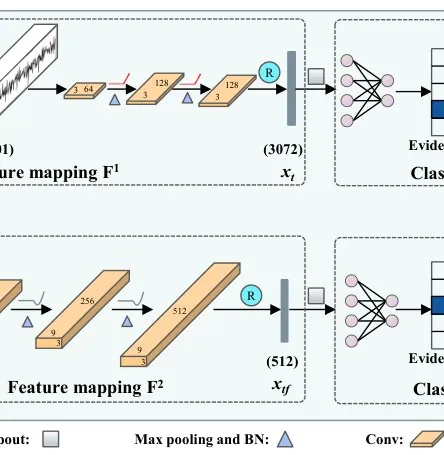 3 64
128
3
128
3
R
01)
(3072)
Evide
ure mapping F¹
xₜ
Clas
9
3
256
9
3
512
R
(512)
Evide
Feature mapping F²
x_tf
Clas
pout:
Max pooling and BN:
Conv: